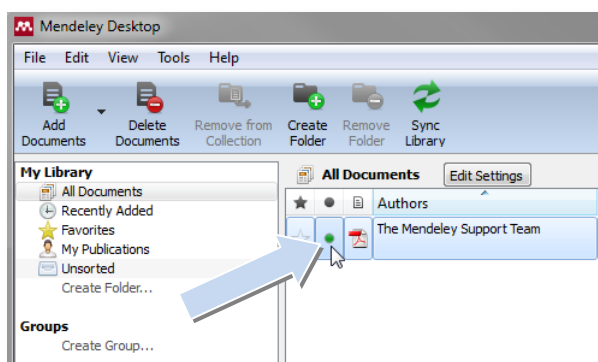 Mendeley Desktop
File Edit View Tools Help
Add Documents
Delete Documents
Remove from Collection
Create Folder
Remove Folder
Sync Library
My Library
All Documents
Recently Added
Favorites
My Publications
Unsorted
Create Folder...
Groups
Create Group...
All Documents Edit Settings
Authors
The Mendeley Support Team